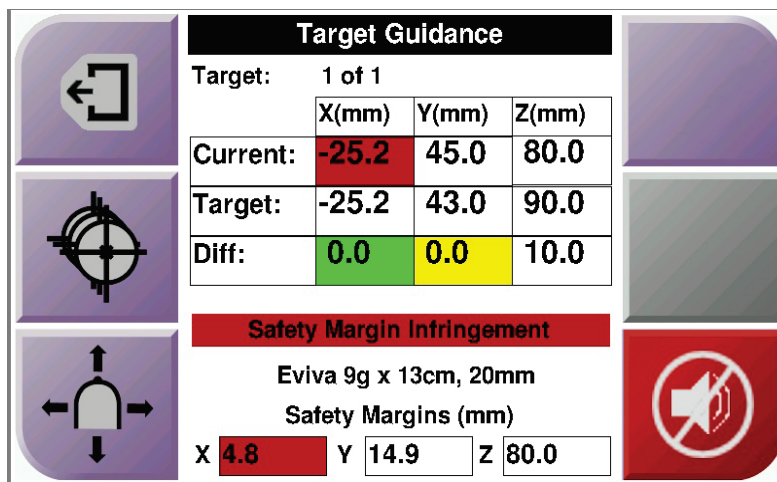 Target Guidance
Target: 1 of 1
X(mm) Y(mm) Z(mm)
Current: -25.2 45.0 80.0
Target: -25.2 43.0 90.0
Diff: 0.0 0.0 10.0
Safety Margin Infringement
Eviva 9g x 13cm, 20mm
Safety Margins (mm)
X 4.8 Y 14.9 Z 80.0